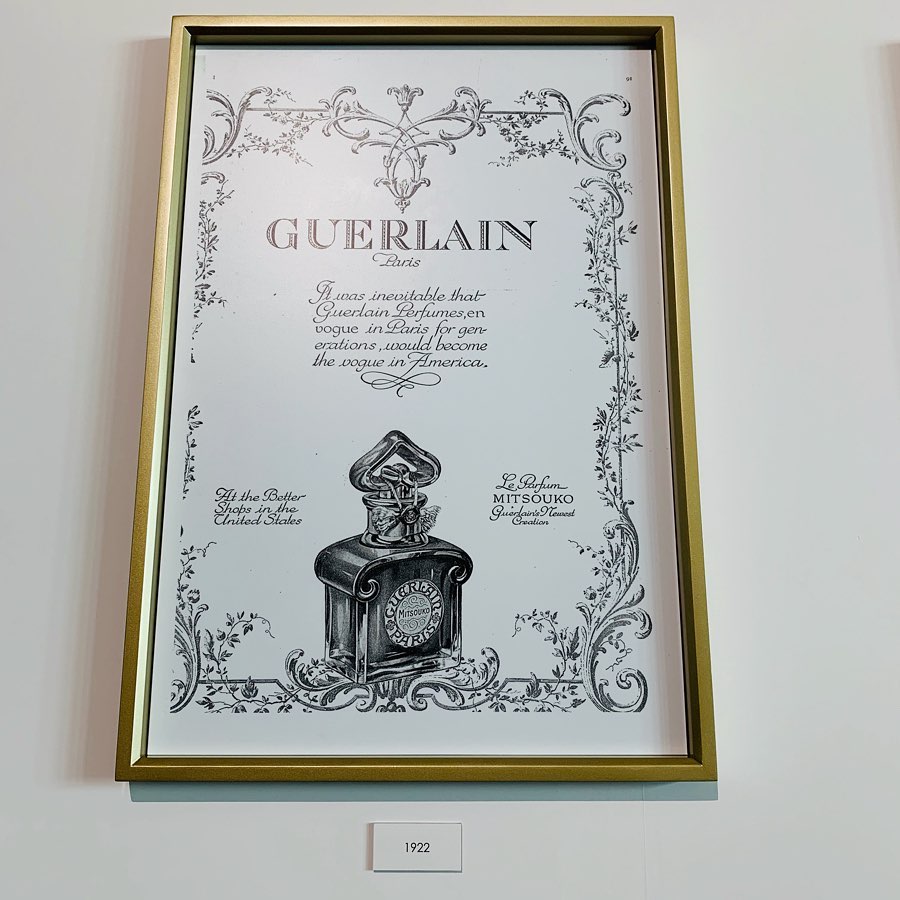 GUERLAIN
Paris
It was inevitable that
Guerlain Perfumes, en
vogue in Paris for gen-
erations, would become
the vogue in America.
At the Better
Shops in the
United States
Le Parfum
MITSOUKO
Guerlain's Newest
Creation
GUERLAIN
MITSOUKO
PARIS
1922